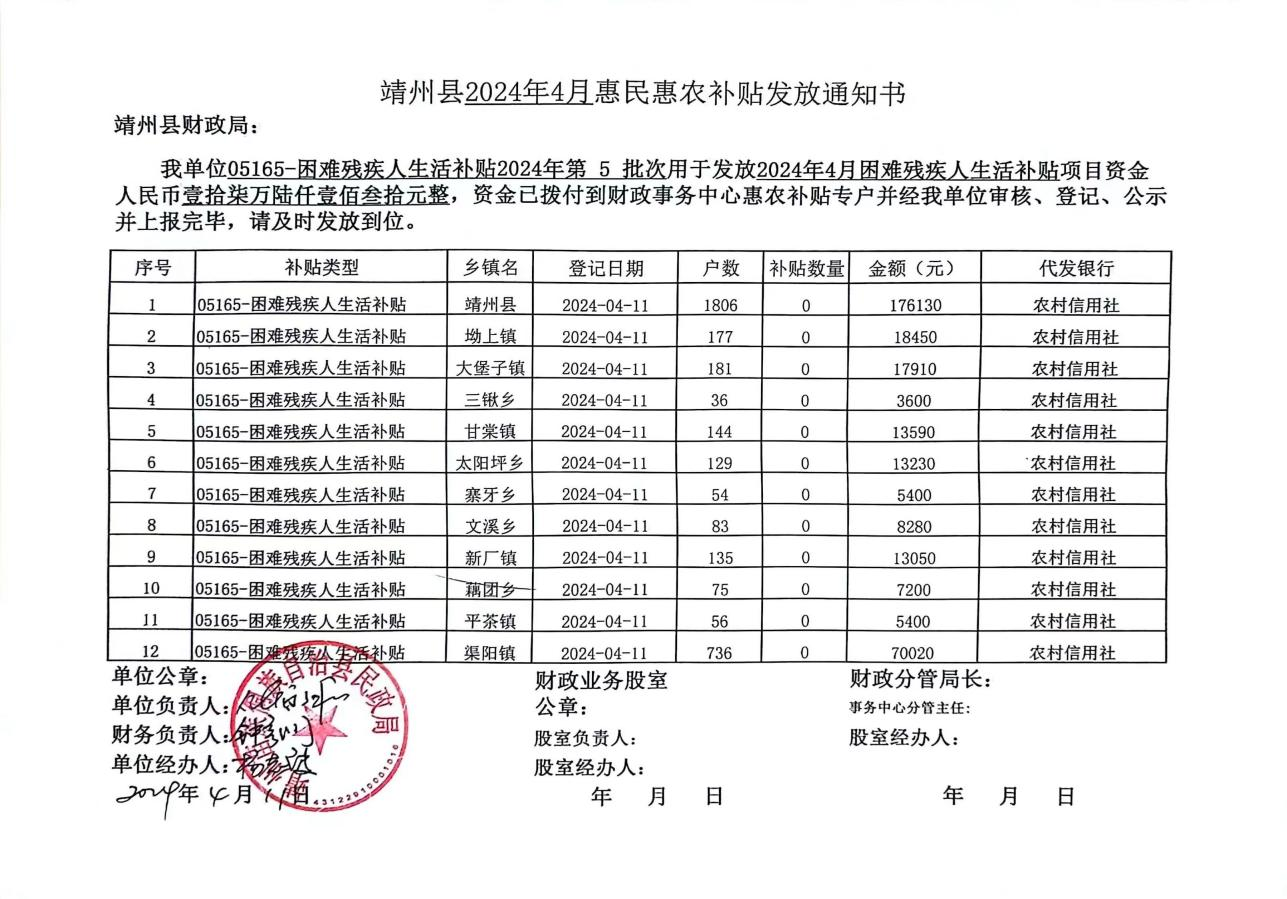 靖州县2024年4月惠民惠农补贴发放通知书
靖州县财政局：
我单位05165-困难残疾人生活补贴2024年第 5 批次用于发放2024年4月困难残疾人生活补贴项目资金
人民币壹拾柒万陆仟壹佰叁拾元整，资金已拨付到财政事务中心惠农补贴专户并经我单位审核、登记、公示
并上报完毕，请及时发放到位。
序号 补贴类型 乡镇名 登记日期 户数 补贴数量 金额（元） 代发银行
1 05165-困难残疾人生活补贴 靖州县 2024-04-11 1806 0 176130 农村信用社
2 05165-困难残疾人生活补贴 坳上镇 2024-04-11 177 0 18450 农村信用社
3 05165-困难残疾人生活补贴 大堡子镇 2024-04-11 181 0 17910 农村信用社
4 05165-困难残疾人生活补贴 三锹乡 2024-04-11 36 0 3600 农村信用社
5 05165-困难残疾人生活补贴 甘棠镇 2024-04-11 144 0 13590 农村信用社
6 05165-困难残疾人生活补贴 太阳坪乡 2024-04-11 129 0 13230 农村信用社
7 05165-困难残疾人生活补贴 寨牙乡 2024-04-11 54 0 5400 农村信用社
8 05165-困难残疾人生活补贴 文溪乡 2024-04-11 83 0 8280 农村信用社
9 05165-困难残疾人生活补贴 新厂镇 2024-04-11 135 0 13050 农村信用社
10 05165-困难残疾人生活补贴 藕团乡 2024-04-11 75 0 7200 农村信用社
11 05165-困难残疾人生活补贴 平茶镇 2024-04-11 56 0 5400 农村信用社
12 05165-困难残疾人生活补贴 渠阳镇 2024-04-11 736 0 70020 农村信用社
单位公章： 财政业务股室 财政分管局长：
单位负责人： 公章： 事务中心分管主任：
财务负责人： 股室负责人： 股室经办人：
单位经办人： 股室经办人：
2024年 4 月 11日 年 月 日 年 月 日
靖州苗族侗族自治县民政局
43122910001016